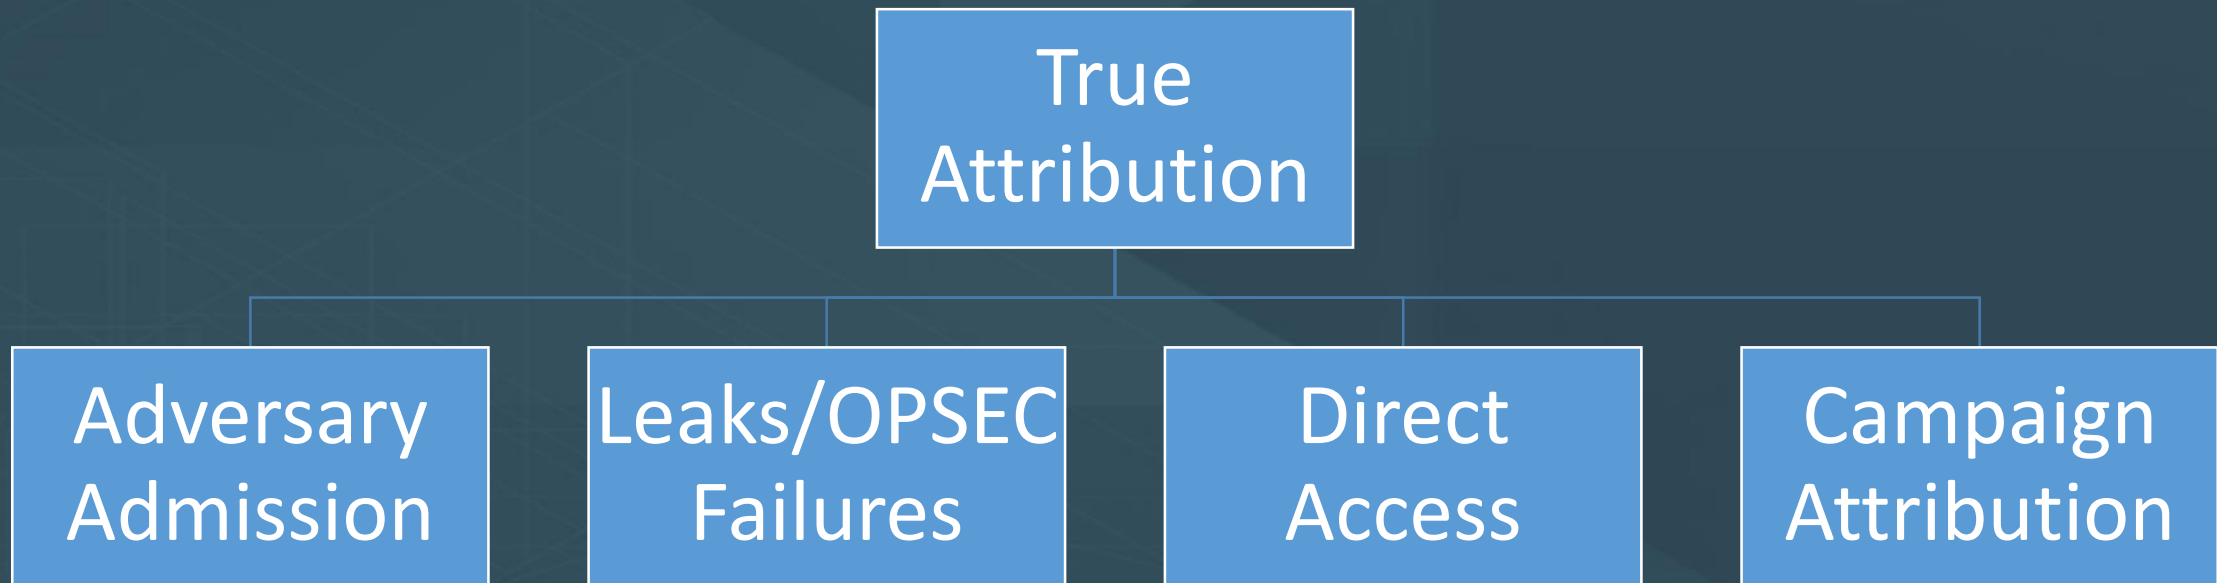 True
Attribution
Adversary
Admission
Leaks/OPSEC
Failures
Direct
Access
Campaign
Attribution